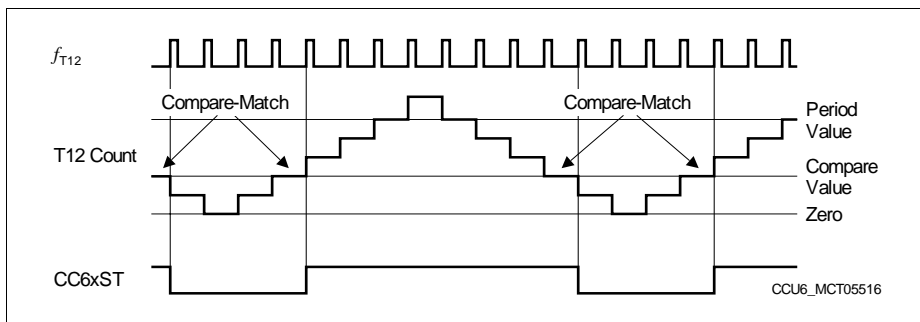 fT12
Compare-Match
Compare-Match
Period
Value
T12 Count
Compare
Value
Zero
CC6xST
CCU6_MCT05516